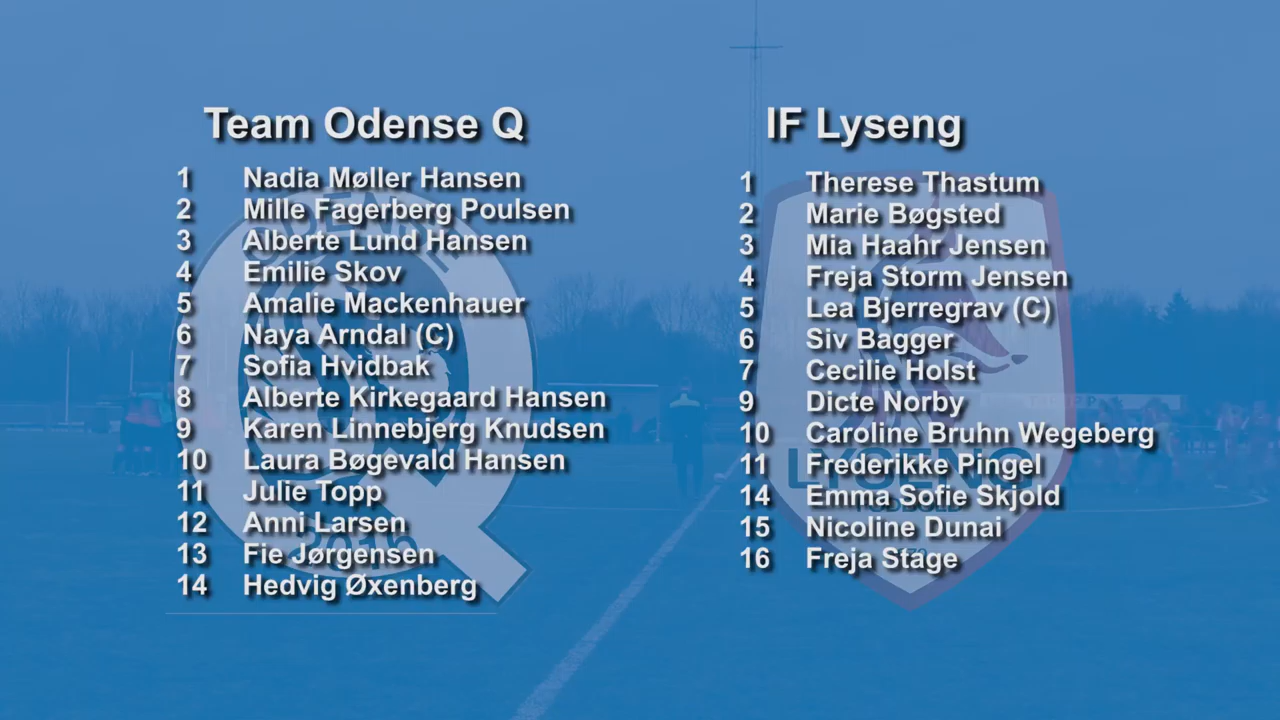 Team Odense Q
1 Nadia Møller Hansen
2 Mille Fagerberg Poulsen
3 Alberte Lund Hansen
4 Emilie Skov
5 Amalie Mackenhauer
6 Naya Arndal (C)
7 Sofia Hvidbak
8 Alberte Kirkegaard Hansen
9 Karen Linnebjerg Knudsen
10 Laura Bøgevald Hansen
11 Julie Topp
12 Anni Larsen
13 Fie Jørgensen
14 Hedvig Øxenberg
IF Lyseng
1 Therese Thastum
2 Marie Bøgsted
3 Mia Haahr Jensen
4 Freja Storm Jensen
5 Lea Bjerregrav (C)
6 Siv Bagger
7 Cecilie Holst
9 Dicte Norby
10 Caroline Bruhn Wegeberg
11 Frederikke Pingel
14 Emma Sofie Skjold
15 Nicoline Dunai
16 Freja Stage
LYSENG
FODBOLD